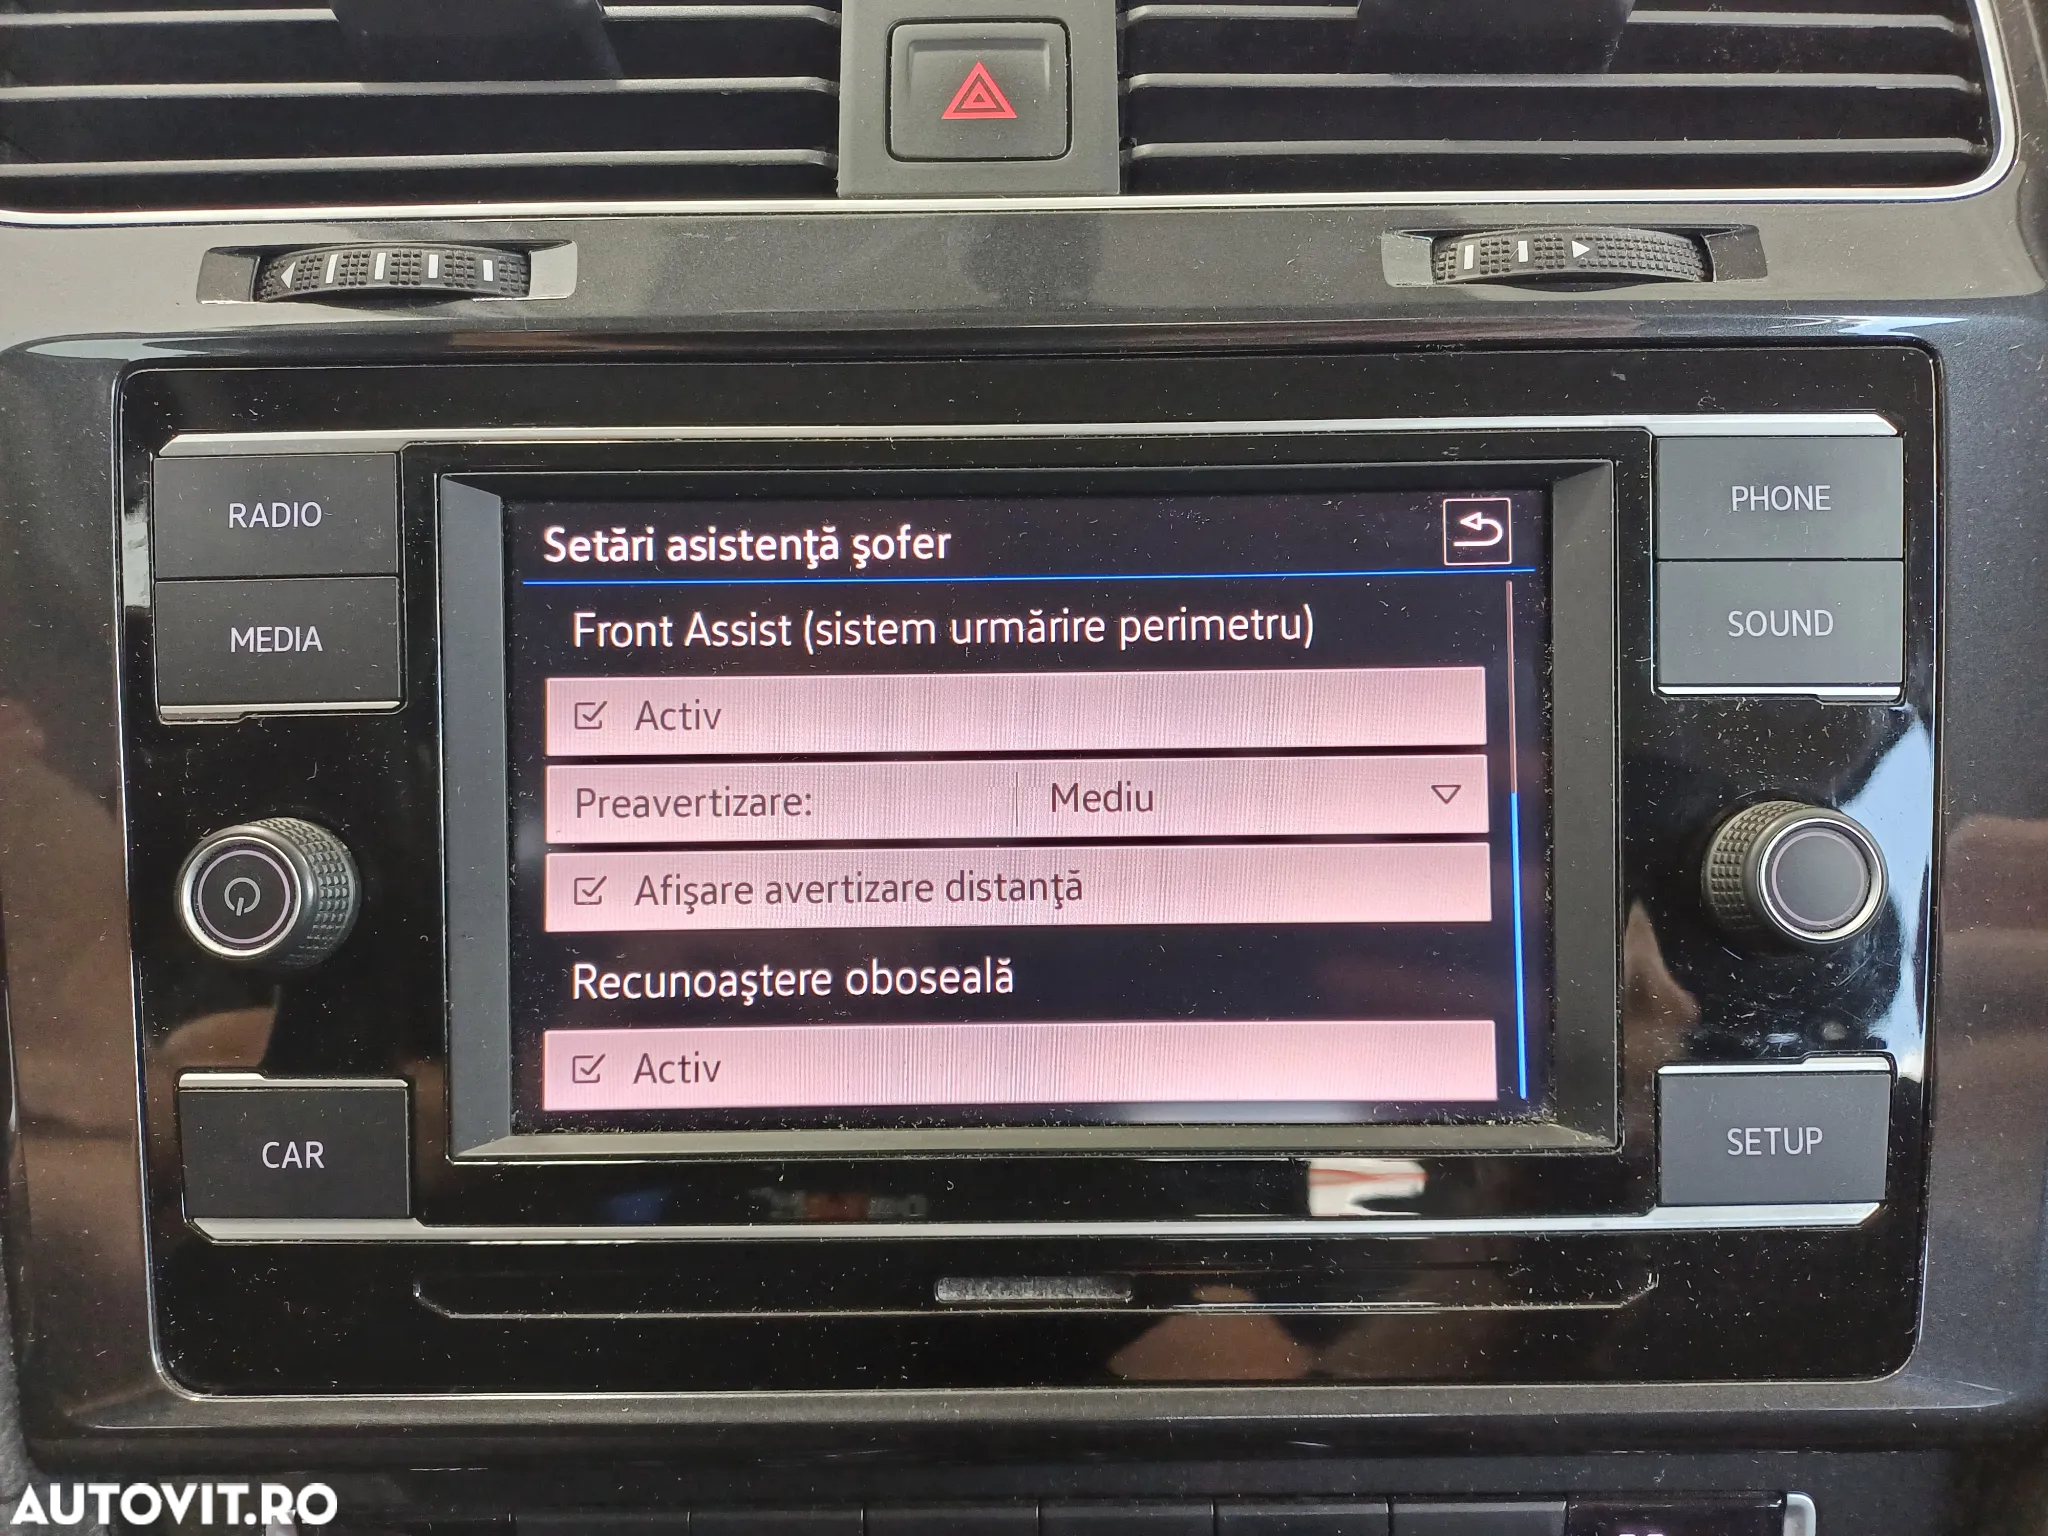 RADIO
PHONE
MEDIA
SOUND
Setări asistenţă şofer
Front Assist (sistem urmărire perimetru)
Activ
Preavertizare: Mediu
Afişare avertizare distanţă
Recunoaştere oboseală
Activ
CAR
SETUP
AUTOVIT.RO